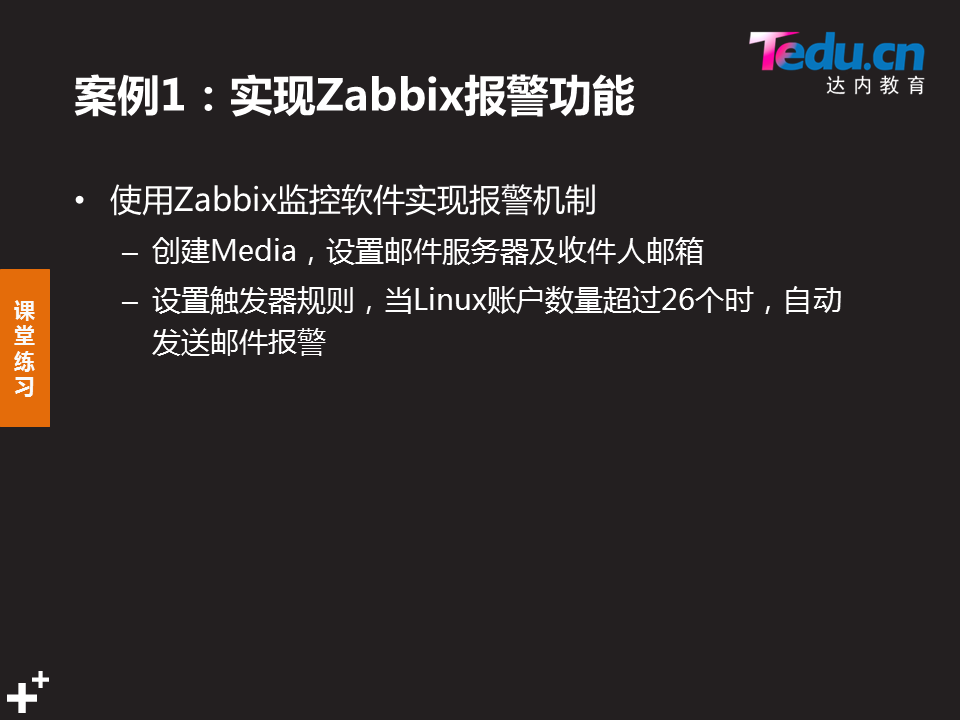 Tedu.cn
达内教育
案例1：实现Zabbix报警功能
• 使用Zabbix监控软件实现报警机制
– 创建Media，设置邮件服务器及收件人邮箱
– 设置触发器规则，当Linux账户数量超过26个时，自动
发送邮件报警
课
堂
练
习